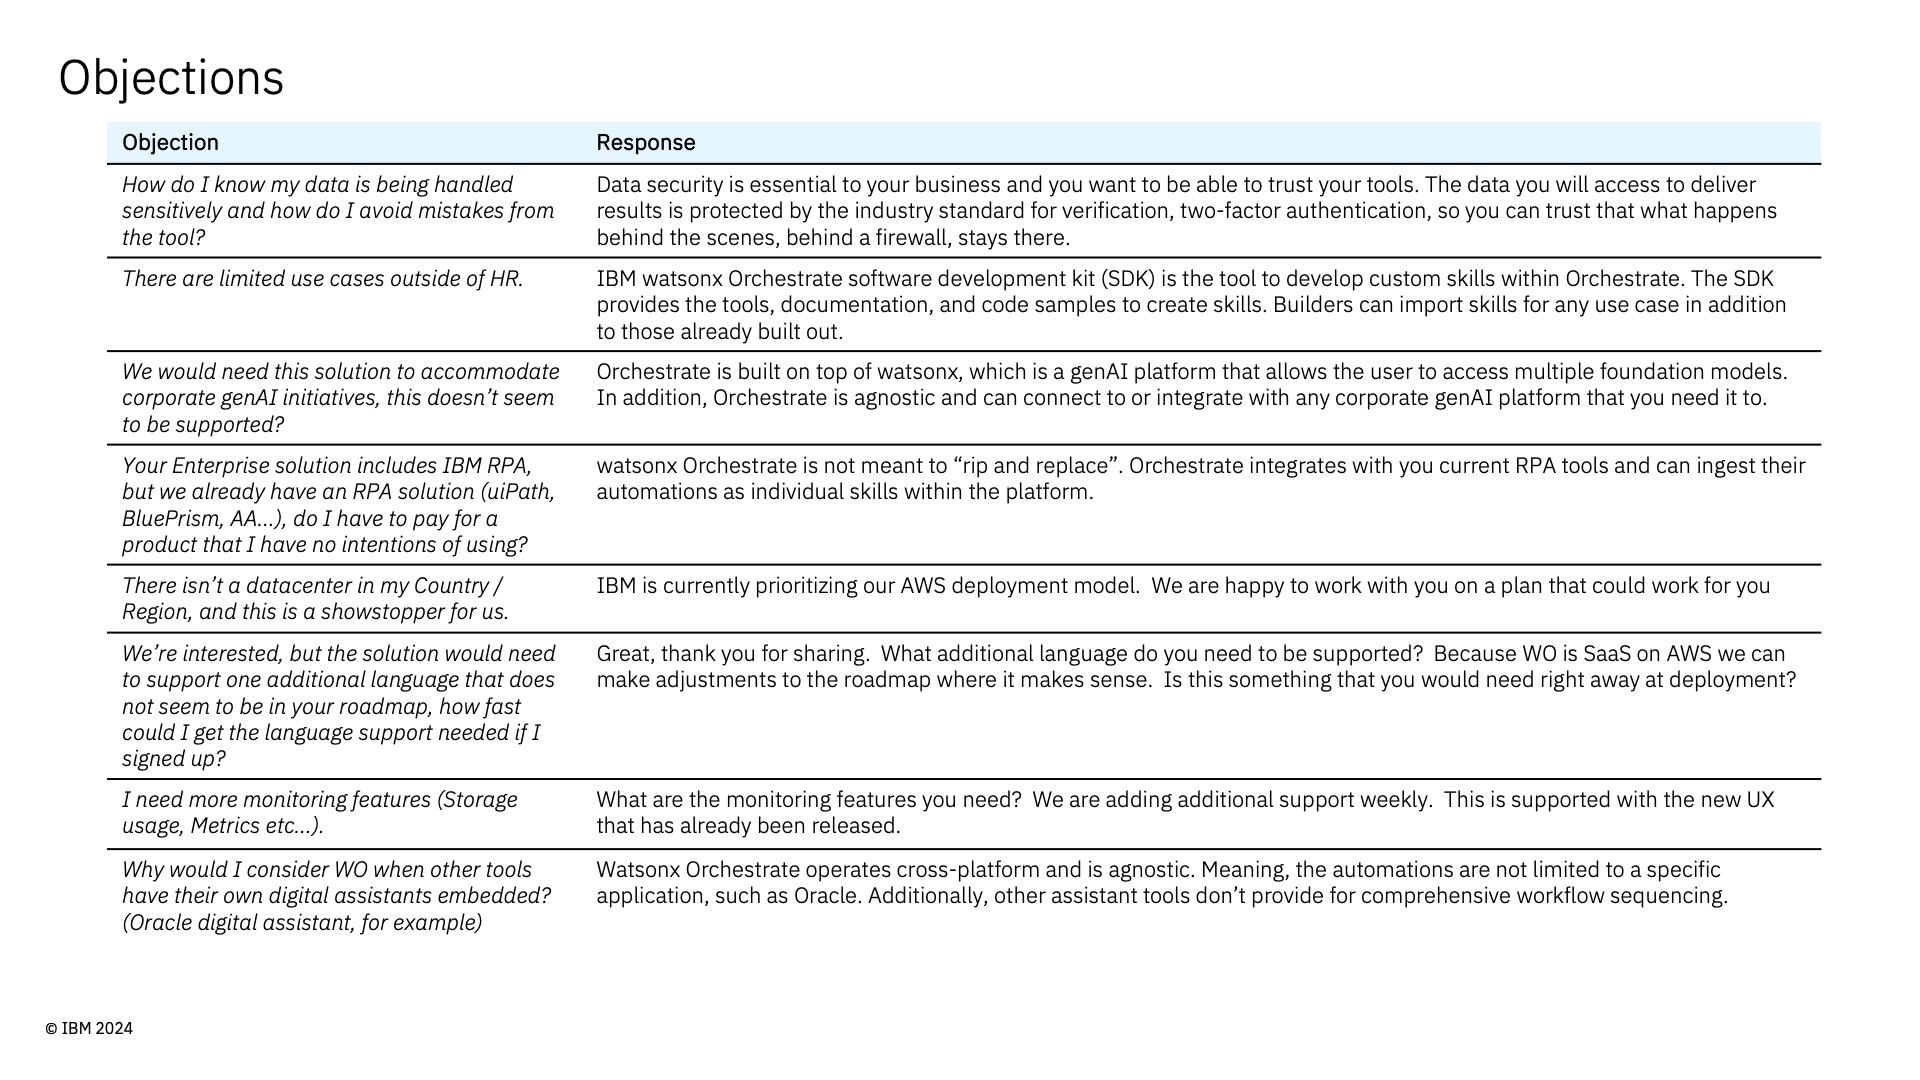 Objections
Objection
Response
How do I know my data is being handled
sensitively and how do I avoid mistakes from
the tool?
Data security is essential to your business and you want to be able to trust your tools. The data you will access to deliver
results is protected by the industry standard for verification, two-factor authentication, so you can trust that what happens
behind the scenes, behind a firewall, stays there.
There are limited use cases outside of HR.
IBM watsonx Orchestrate software development kit (SDK) is the tool to develop custom skills within Orchestrate. The SDK
provides the tools, documentation, and code samples to create skills. Builders can import skills for any use case in addition
to those already built out.
We would need this solution to accommodate
corporate genAI initiatives, this doesn’t seem
to be supported?
Orchestrate is built on top of watsonx, which is a genAI platform that allows the user to access multiple foundation models.
In addition, Orchestrate is agnostic and can connect to or integrate with any corporate genAI platform that you need it to.
Your Enterprise solution includes IBM RPA,
but we already have an RPA solution (uiPath,
BluePrism, AA…), do I have to pay for a
product that I have no intentions of using?
watsonx Orchestrate is not meant to “rip and replace”. Orchestrate integrates with you current RPA tools and can ingest their
automations as individual skills within the platform.
There isn’t a datacenter in my Country /
Region, and this is a showstopper for us.
IBM is currently prioritizing our AWS deployment model.  We are happy to work with you on a plan that could work for you
We’re interested, but the solution would need
to support one additional language that does
not seem to be in your roadmap, how fast
could I get the language support needed if I
signed up?
Great, thank you for sharing.  What additional language do you need to be supported?  Because WO is SaaS on AWS we can
make adjustments to the roadmap where it makes sense.  Is this something that you would need right away at deployment?
I need more monitoring features (Storage
usage, Metrics etc…).
What are the monitoring features you need?  We are adding additional support weekly.  This is supported with the new UX
that has already been released.
Why would I consider WO when other tools
have their own digital assistants embedded?
(Oracle digital assistant, for example)
Watsonx Orchestrate operates cross-platform and is agnostic. Meaning, the automations are not limited to a specific
application, such as Oracle. Additionally, other assistant tools don’t provide for comprehensive workflow sequencing.
© IBM 2024